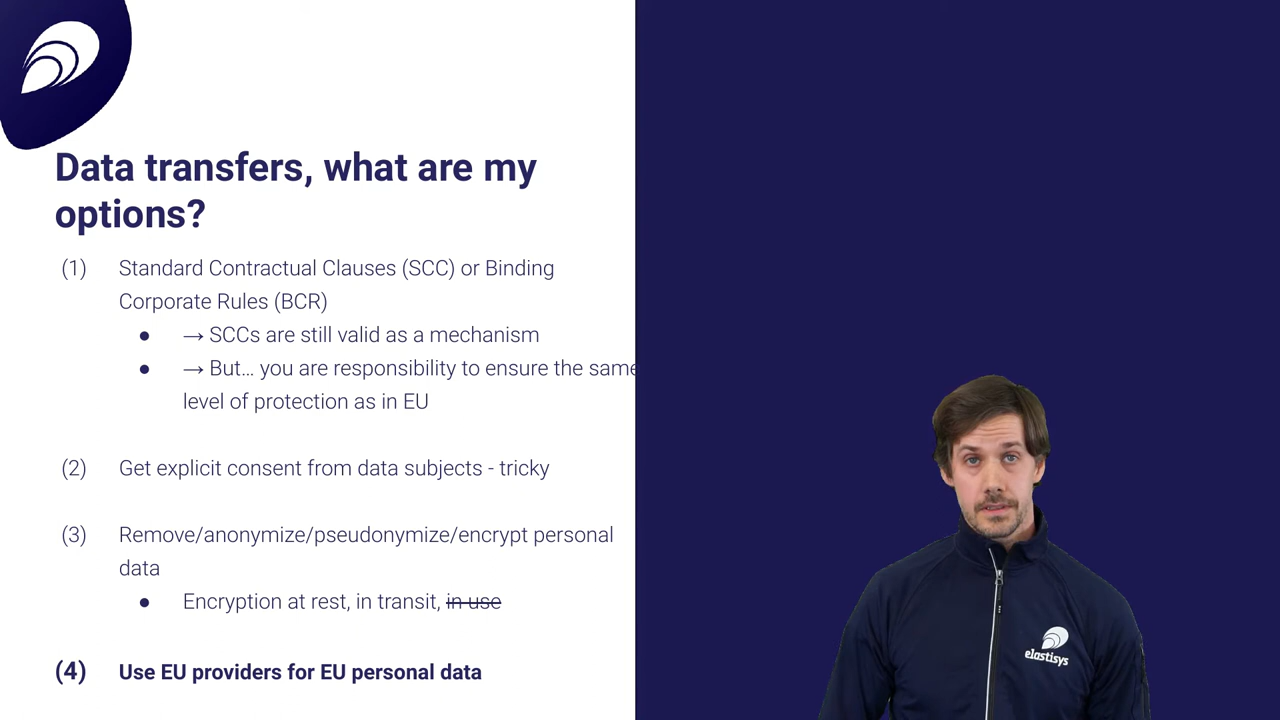 Data transfers, what are my
options?
(1) Standard Contractual Clauses (SCC) or Binding
Corporate Rules (BCR)
● → SCCs are still valid as a mechanism
● → But... you are responsibility to ensure the same
level of protection as in EU
(2) Get explicit consent from data subjects - tricky
(3) Remove/anonymize/pseudonymize/encrypt personal
data
● Encryption at rest, in transit, in use
(4) Use EU providers for EU personal data
elastisys